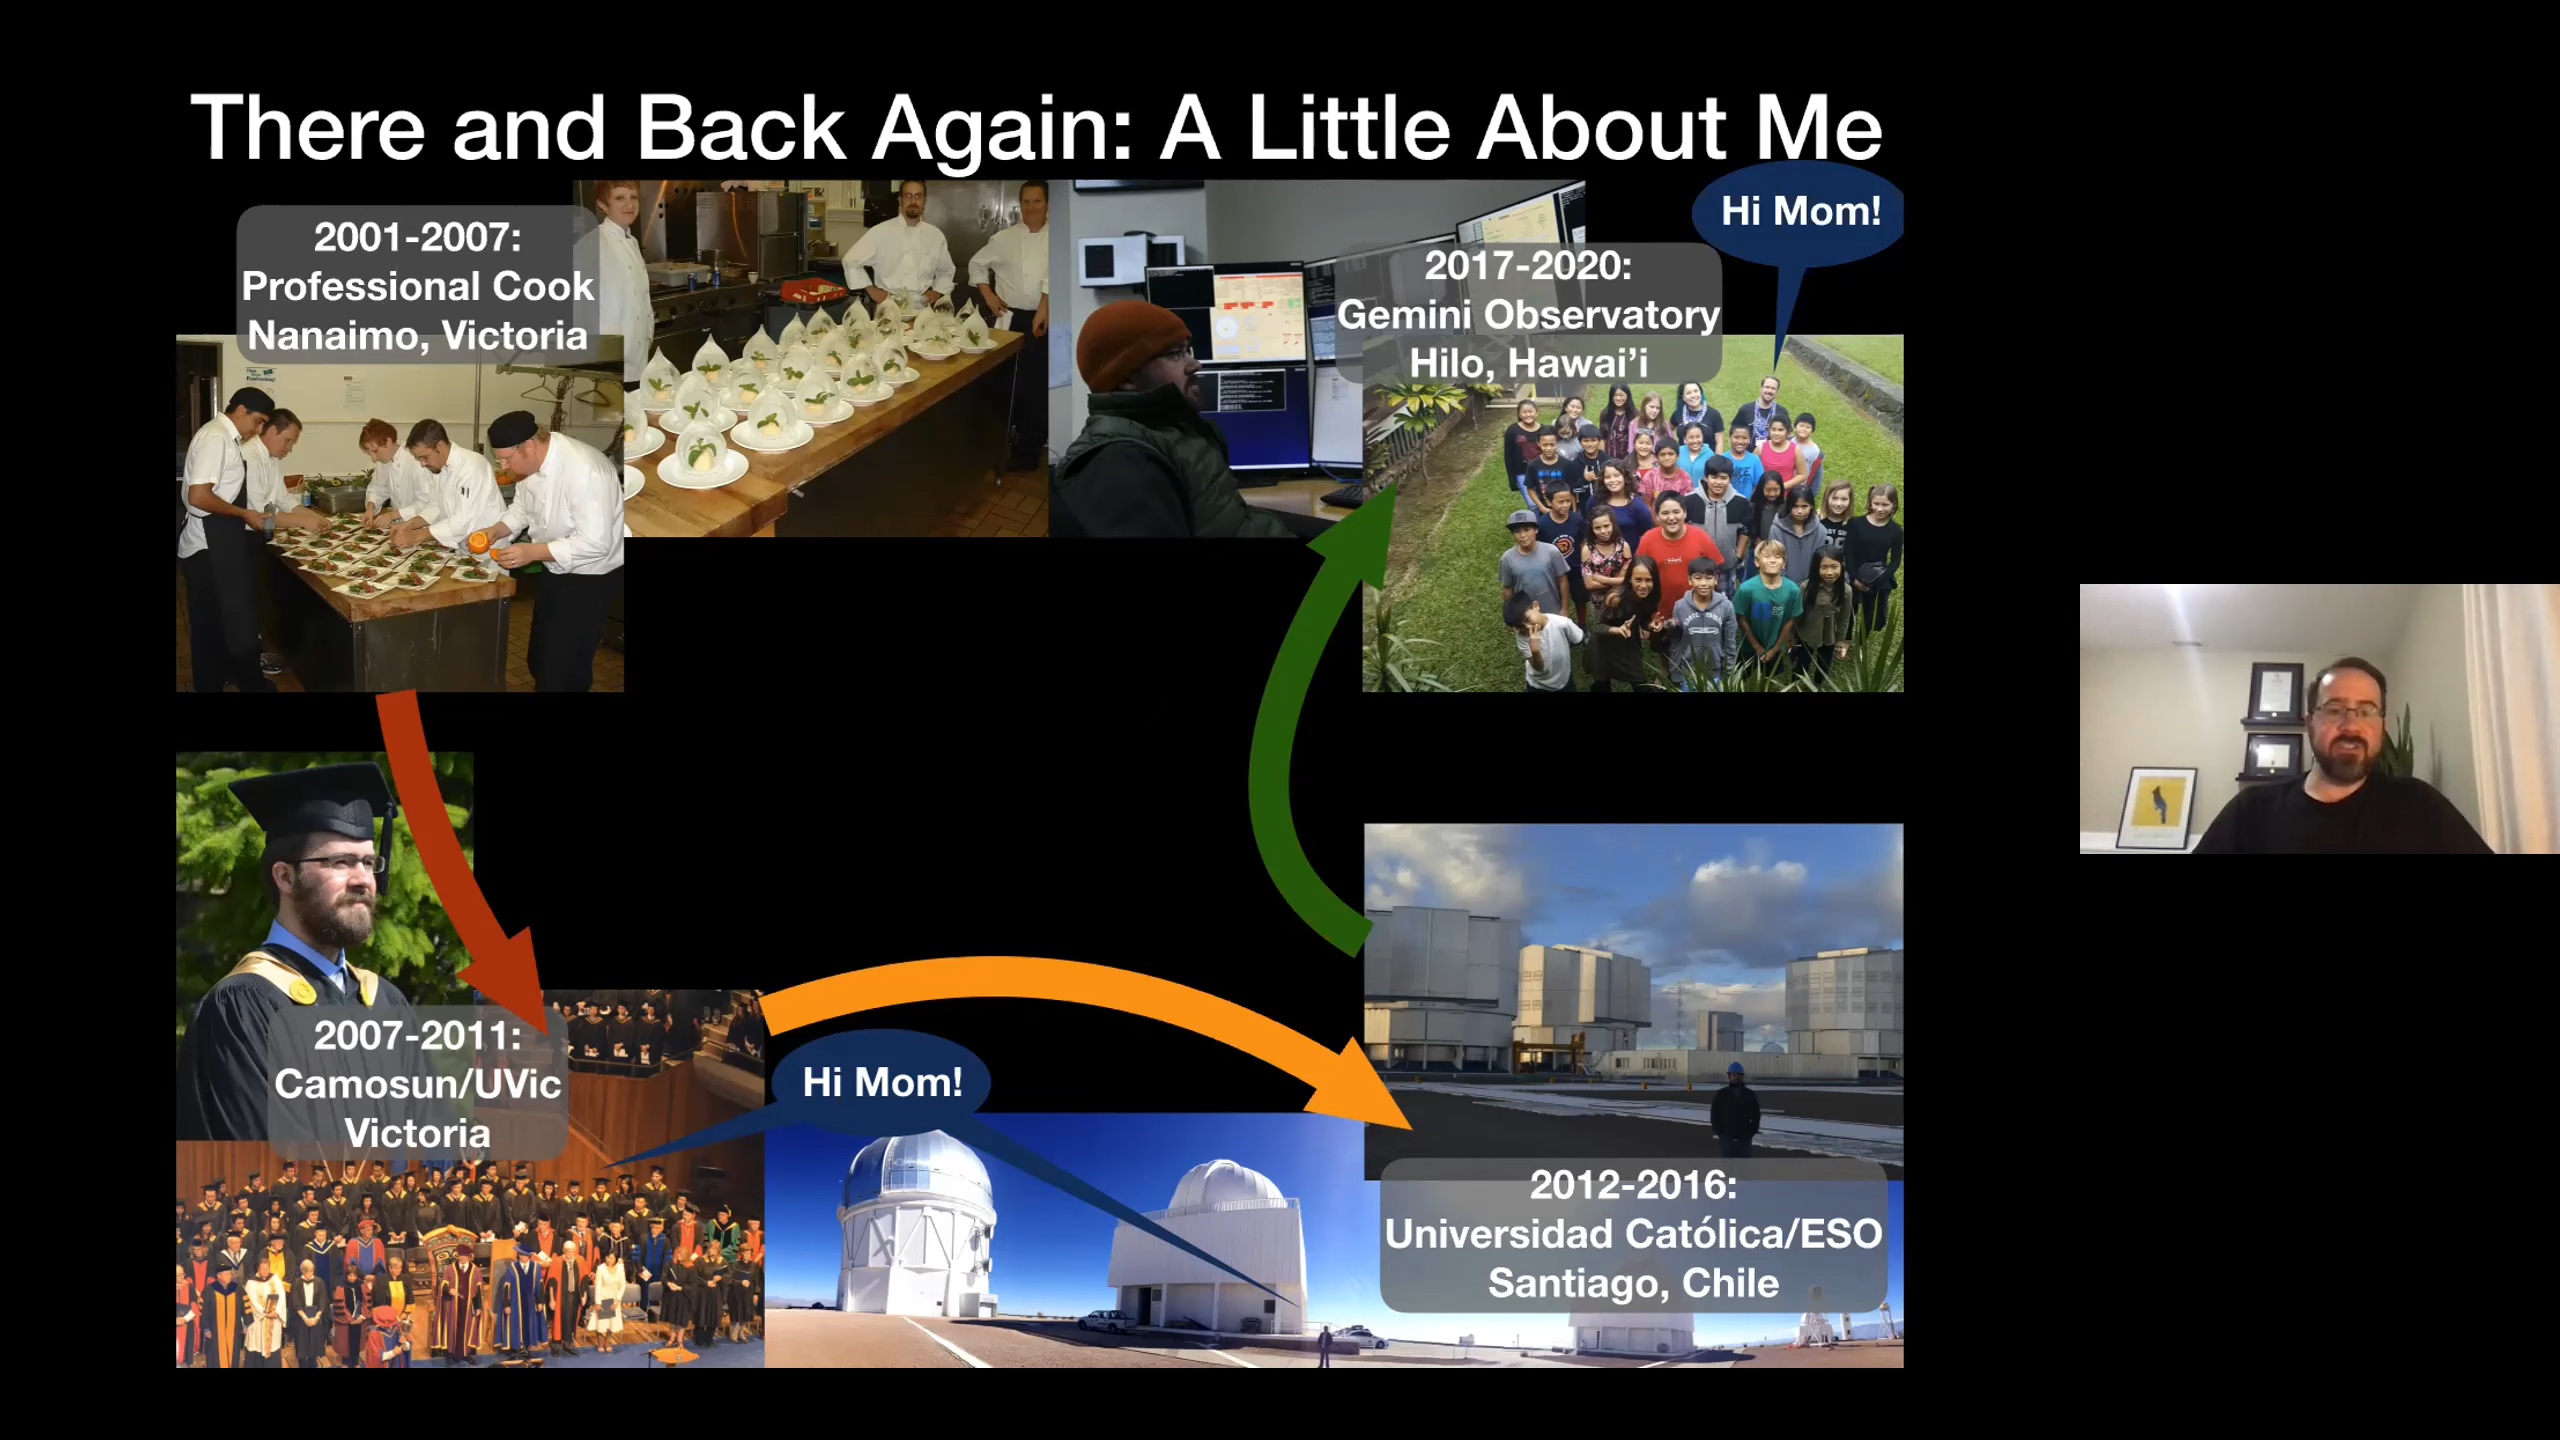 There and Back Again: A Little About Me
2001-2007:
Professional Cook
Nanaimo, Victoria
2017-2020:
Gemini Observatory
Hilo, Hawai’i
Hi Mom!
2007-2011:
Camosun/UVic
Victoria
Hi Mom!
2012-2016:
Universidad Católica/ESO
Santiago, Chile